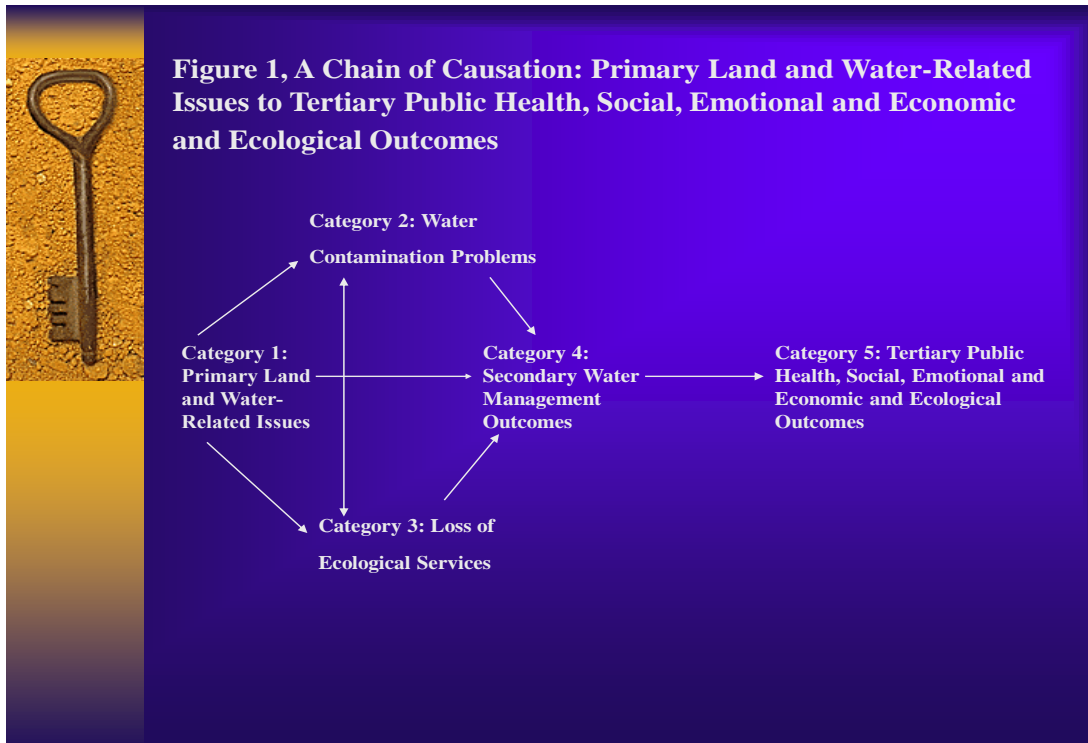 Figure 1, A Chain of Causation: Primary Land and Water-Related
Issues to Tertiary Public Health, Social, Emotional and Economic
and Ecological Outcomes
Category 2: Water
Contamination Problems
Category 1:
Primary Land
and Water-
Related Issues
Category 4:
Secondary Water
Management
Outcomes
Category 5: Tertiary Public
Health, Social, Emotional and
Economic and Ecological
Outcomes
Category 3: Loss of
Ecological Services